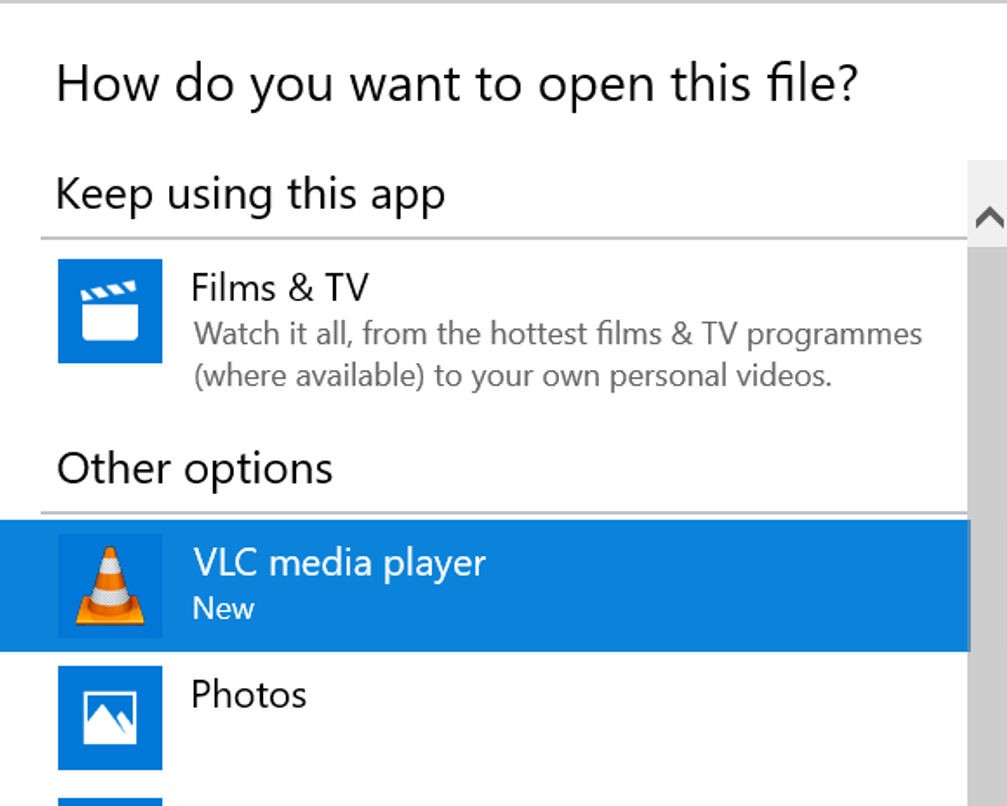 How do you want to open this file?
Keep using this app
Films & TV
Watch it all, from the hottest films & TV programmes
(where available) to your own personal videos.
Other options
VLC media player
New
Photos